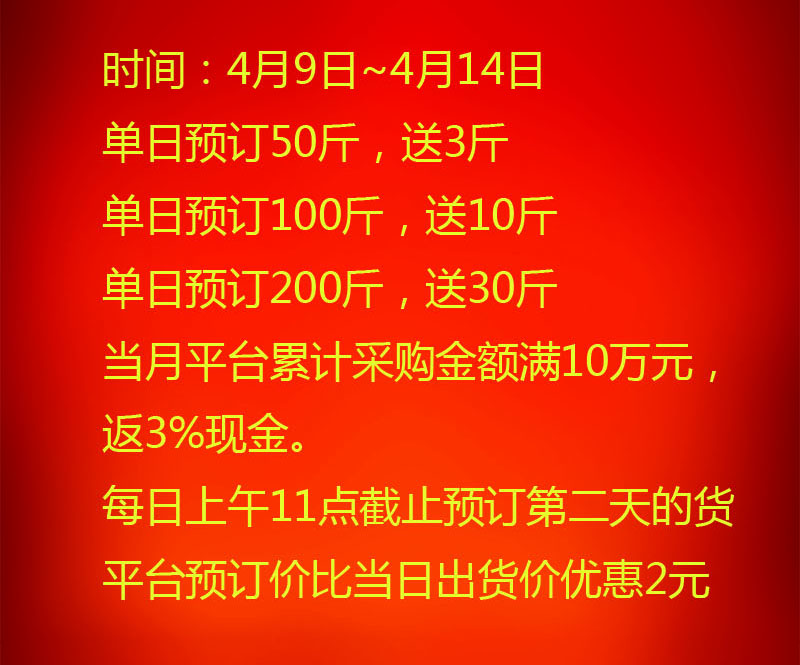 时间：4月9日~4月14日
单日预订50斤，送3斤
单日预订100斤，送10斤
单日预订200斤，送30斤
当月平台累计采购金额满10万元，
返3%现金。
每日上午11点截止预订第二天的货
平台预订价比当日出货价优惠2元